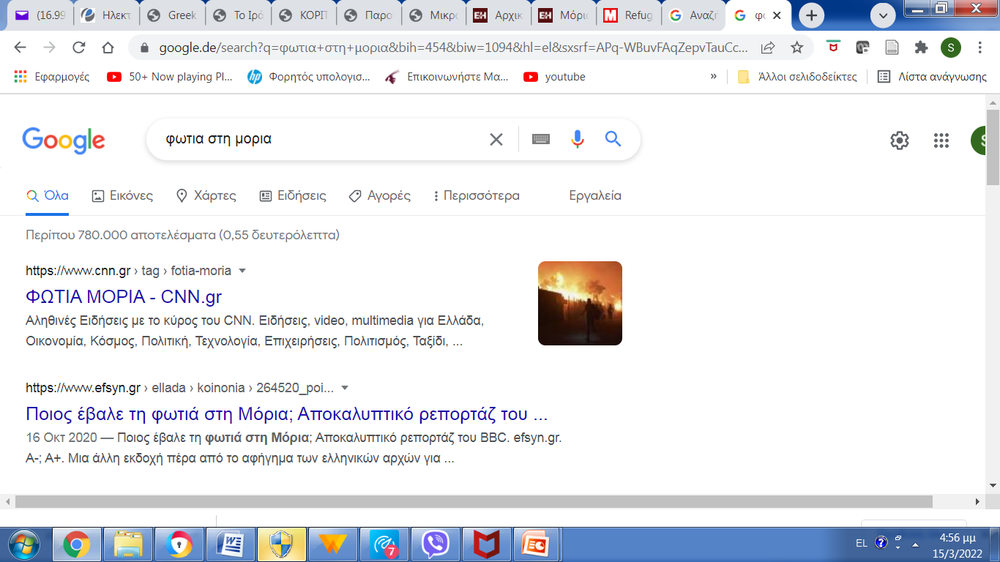 (16.99
Ηλεκτ
Greek
Το Ιρό
ΚΟΡΙΤ
Παρο
Μικρο
Αρχικ
Μόρι
Refug
Αναζή
φω
google.de/search?q=φωτια+στη+μορια&bih=454&biw=1094&hl=el&sxsrf=APq-WBuvFAqZepvTauCc...
S
Εφαρμογές
50+ Now playing Pl...
Φορητός υπολογισ...
Επικοινωνήστε Μα...
youtube
»
Άλλοι σελιδοδείκτες
Λίστα ανάγνωσης
Google
φωτια στη μορια
S
Όλα
Εικόνες
Χάρτες
Ειδήσεις
Αγορές
Περισσότερα
Εργαλεία
Περίπου 780.000 αποτελέσματα (0,55 δευτερόλεπτα)
https://www.cnn.gr › tag › fotia-moria
ΦΩΤΙΑ ΜΟΡΙΑ - CNN.gr
Αληθινές Ειδήσεις με το κύρος του CNN. Ειδήσεις, video, multimedia για Ελλάδα,
Οικονομία, Κόσμος, Πολιτική, Τεχνολογία, Επιχειρήσεις, Πολιτισμός, Ταξίδι, ...
https://www.efsyn.gr › ellada › koinonia › 264520_poi...
Ποιος έβαλε τη φωτιά στη Μόρια; Αποκαλυπτικό ρεπορτάζ του ...
16 Οκτ 2020 — Ποιος έβαλε τη φωτιά στη Μόρια; Αποκαλυπτικό ρεπορτάζ του BBC. efsyn.gr.
A-; A+. Μια άλλη εκδοχή πέρα από το αφήγημα των ελληνικών αρχών για ...
7
EL
4:56 μμ
15/3/2022